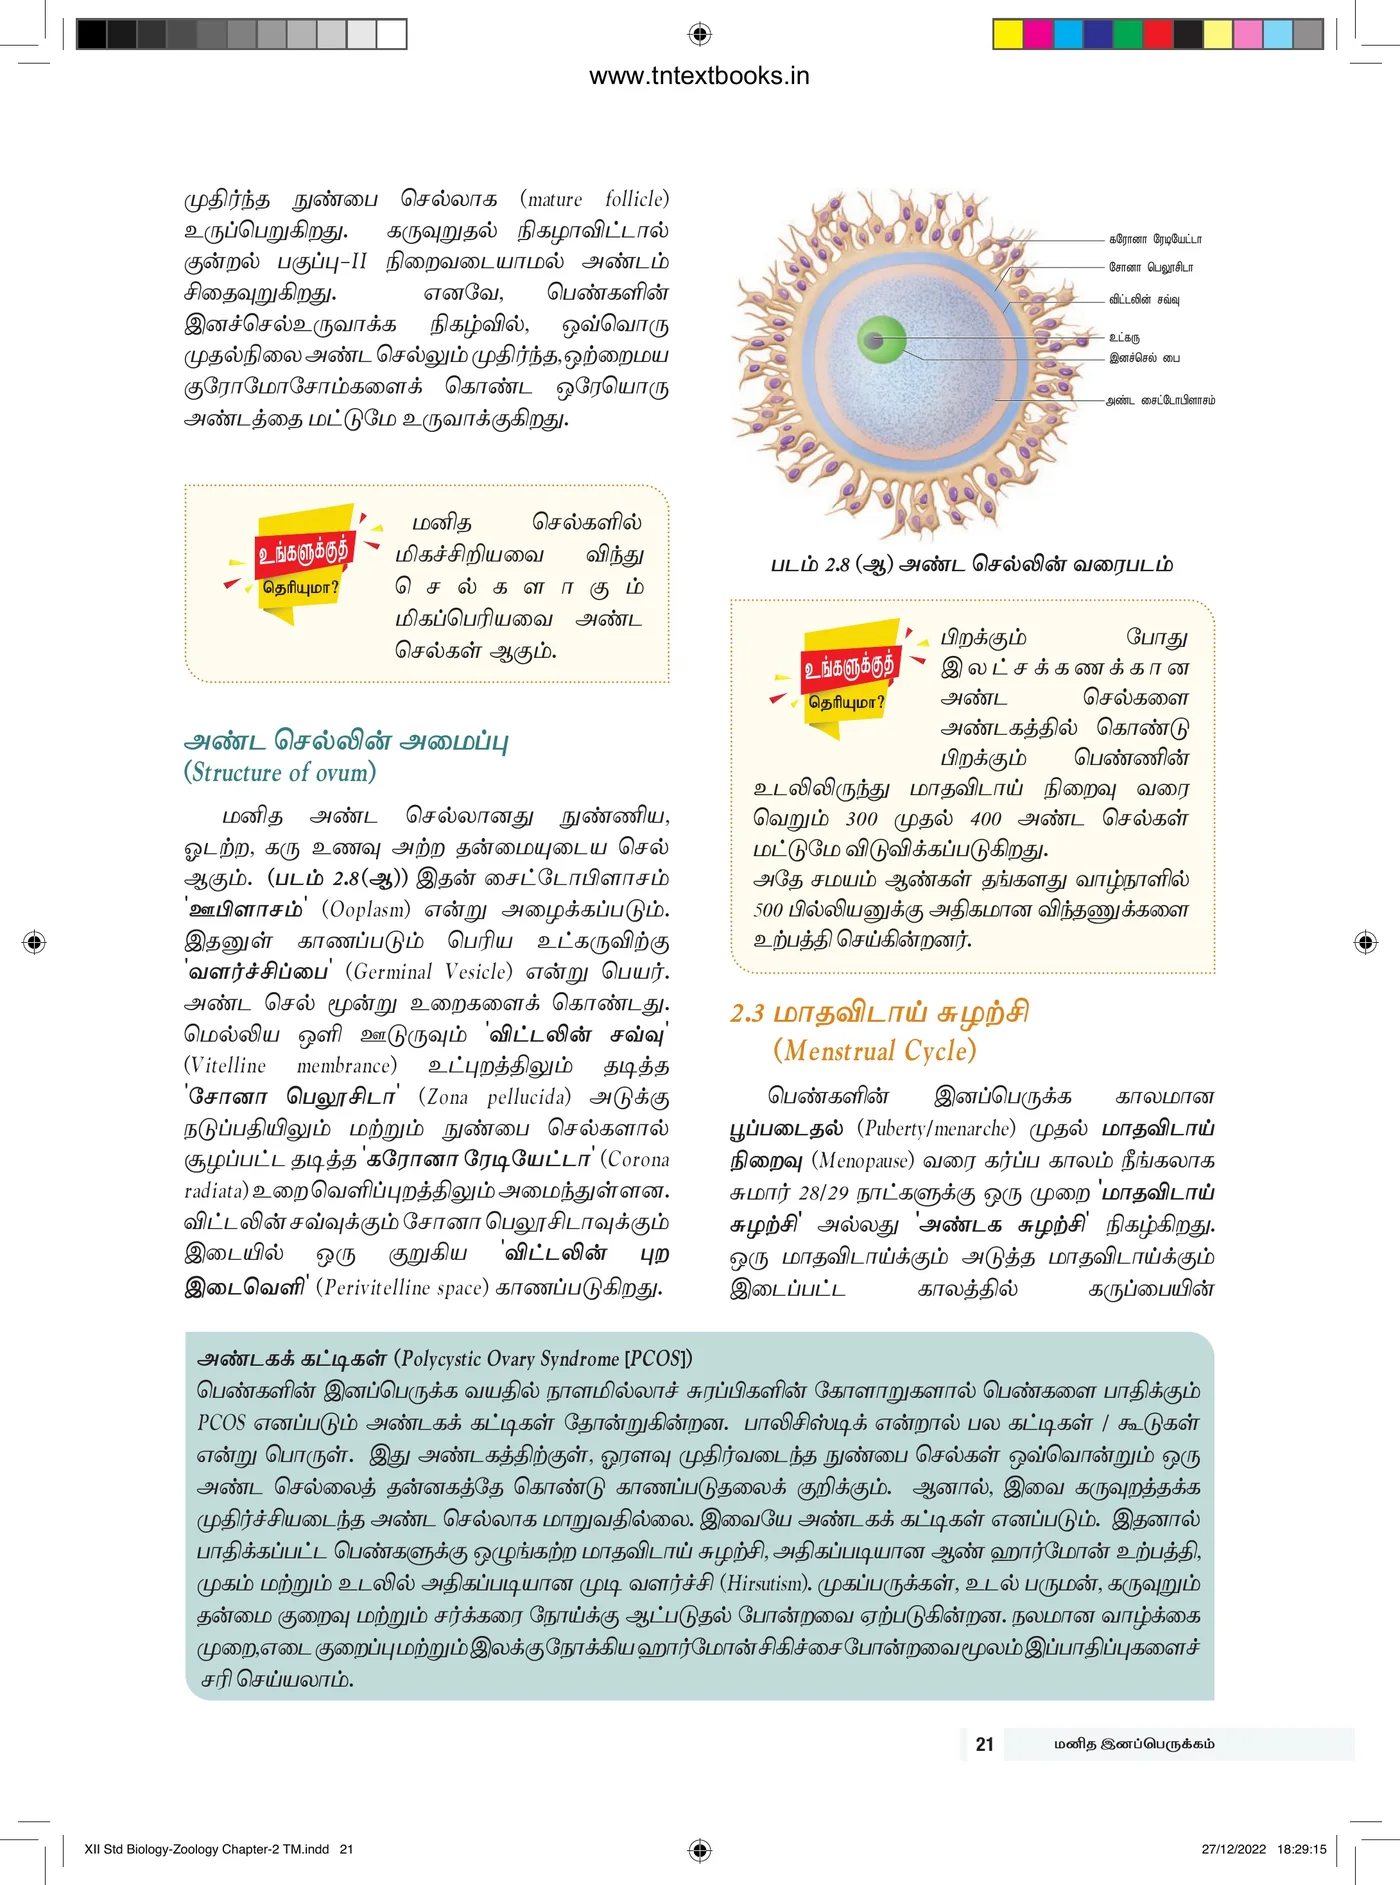 www.tntextbooks.in
முதிர்ந்த நுண்பை செல்லாக (mature follicle)
உருப்பெறுகிறது. கருவுறுதல் நிகழாவிட்டால்
குன்றல் பகுப்பு-II நிறைவடையாமல் அண்டம்
சிதைவுறுகிறது. எனவே, பெண்களின்
இனச்செல்உருவாக்க நிகழ்வில், ஒவ்வொரு
முதல்நிலை அண்ட செல்லும் முதிர்ந்த,ஒற்றைமய
குரோமோசோம்களைக் கொண்ட ஒரேயொரு
அண்டத்தை மட்டுமே உருவாக்குகிறது.
உங்களுக்குத்
தெரியுமா?
மனித செல்களில்
மிகச்சிறியவை விந்து
செல்களாகும்
மிகப்பெரியவை அண்ட
செல்கள் ஆகும்.
அண்ட செல்லின் அமைப்பு
(Structure of ovum)
மனித அண்ட செல்லானது நுண்ணிய,
ஓடற்ற, கரு உணவு அற்ற தன்மையுடைய செல்
ஆகும். (படம் 2.8(ஆ)) இதன் சைட்டோபிளாசம்
'ஊபிளாசம்' (Ooplasm) என்று அழைக்கப்படும்.
இதனுள் காணப்படும் பெரிய உட்கருவிற்கு
'வளர்ச்சிப்பை' (Germinal Vesicle) என்று பெயர்.
அண்ட செல் மூன்று உறைகளைக் கொண்டது.
மெல்லிய ஒளி ஊடுருவும் 'விட்டலின் சவ்வு'
(Vitelline membrance) உட்புறத்திலும் தடித்த
'சோனா பெலூசிடா' (Zona pellucida) அடுக்கு
நடுப்பதியிலும் மற்றும் நுண்பை செல்களால்
சூழப்பட்ட தடித்த 'கரோனா ரேடியேட்டா' (Corona
radiata) உறை வெளிப்புறத்திலும் அமைந்துள்ளன.
விட்டலின் சவ்வுக்கும் சோனா பெலூசிடாவுக்கும்
இடையில் ஒரு குறுகிய 'விட்டலின் புற
இடைவெளி' (Perivitelline space) காணப்படுகிறது.
கரோனா ரேடியேட்டா
சோனா பெலூசிடா
விட்டலின் சவ்வு
உட்கரு
இனச்செல் பை
அண்ட சைட்டோபிளாசம்
படம் 2.8 (ஆ) அண்ட செல்லின் வரைபடம்
உங்களுக்குத்
தெரியுமா?
பிறக்கும் போது
இலட்சக்கணக்கான
அண்ட செல்களை
அண்டகத்தில் கொண்டு
பிறக்கும் பெண்ணின்
உடலிலிருந்து மாதவிடாய் நிறைவு வரை
வெறும் 300 முதல் 400 அண்ட செல்கள்
மட்டுமே விடுவிக்கப்படுகிறது.
அதே சமயம் ஆண்கள் தங்களது வாழ்நாளில்
500 பில்லியனுக்கு அதிகமான விந்தணுக்களை
உற்பத்தி செய்கின்றனர்.
2.3 மாதவிடாய் சுழற்சி
(Menstrual Cycle)
பெண்களின் இனப்பெருக்க காலமான
பூப்படைதல் (Puberty/menarche) முதல் மாதவிடாய்
நிறைவு (Menopause) வரை கர்ப்ப காலம் நீங்கலாக
சுமார் 28/29 நாட்களுக்கு ஒரு முறை 'மாதவிடாய்
சுழற்சி' அல்லது 'அண்டக சுழற்சி' நிகழ்கிறது.
ஒரு மாதவிடாய்க்கும் அடுத்த மாதவிடாய்க்கும்
இடைப்பட்ட காலத்தில் கருப்பையின்
அண்டகக் கட்டிகள் (Polycystic Ovary Syndrome [PCOS])
பெண்களின் இனப்பெருக்க வயதில் நாளமில்லாச் சுரப்பிகளின் கோளாறுகளால் பெண்களை பாதிக்கும்
PCOS எனப்படும் அண்டகக் கட்டிகள் தோன்றுகின்றன. பாலிசிஸ்டிக் என்றால் பல கட்டிகள் / கூடுகள்
என்று பொருள். இது அண்டகத்திற்குள், ஓரளவு முதிர்வடைந்த நுண்பை செல்கள் ஒவ்வொன்றும் ஒரு
அண்ட செல்லைத் தன்னகத்தே கொண்டு காணப்படுதலைக் குறிக்கும். ஆனால், இவை கருவுறத்தக்க
முதிர்ச்சியடைந்த அண்ட செல்லாக மாறுவதில்லை. இவையே அண்டகக் கட்டிகள் எனப்படும். இதனால்
பாதிக்கப்பட்ட பெண்களுக்கு ஒழுங்கற்ற மாதவிடாய் சுழற்சி, அதிகப்படியான ஆண் ஹார்மோன் உற்பத்தி,
முகம் மற்றும் உடலில் அதிகப்படியான முடி வளர்ச்சி (Hirsutism). முகப்பருக்கள், உடல் பருமன், கருவுறும்
தன்மை குறைவு மற்றும் சர்க்கரை நோய்க்கு ஆட்படுதல் போன்றவை ஏற்படுகின்றன. நலமான வாழ்க்கை
முறை,எடை குறைப்பு மற்றும் இலக்கு நோக்கிய ஹார்மோன் சிகிச்சை போன்றவை மூலம் இப்பாதிப்புகளைச்
சரி செய்யலாம்.
21 மனித இனப்பெருக்கம்
XII Std Biology-Zoology Chapter-2 TM.indd 21 27/12/2022 18:29:15